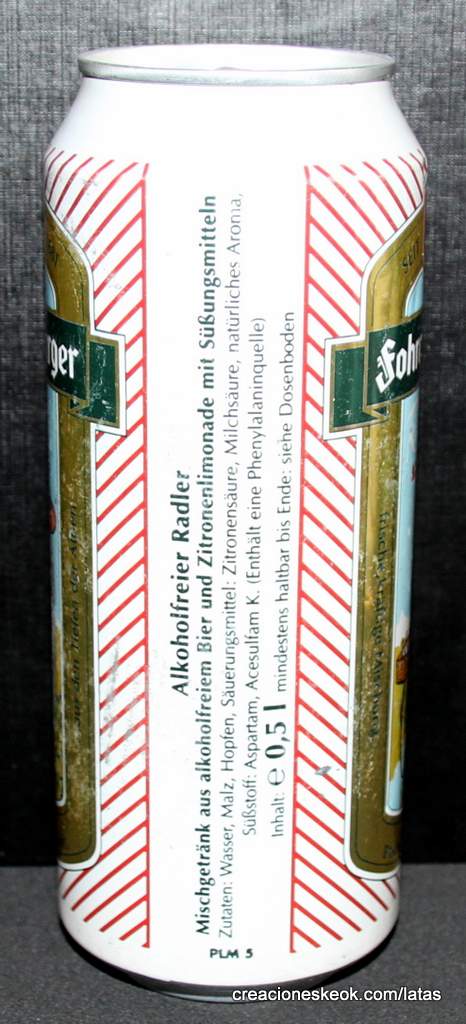 Alkoholfreier Radler
Mischgetränk aus alkoholfreiem Bier und Zitronenlimonade mit Süßungsmitteln
Zutaten: Wasser, Malz, Hopfen, Säuerungsmittel: Zitronensäure, Milchsäure, natürliches Aroma,
Süßstoff: Aspartam, Acesulfam K. (Enthält eine Phenylalaninquelle)
Inhalt: e 0,5 l mindestens haltbar bis Ende: siehe Dosenboden
PLM 5
rger
Foh
creacioneskeok.com/latas